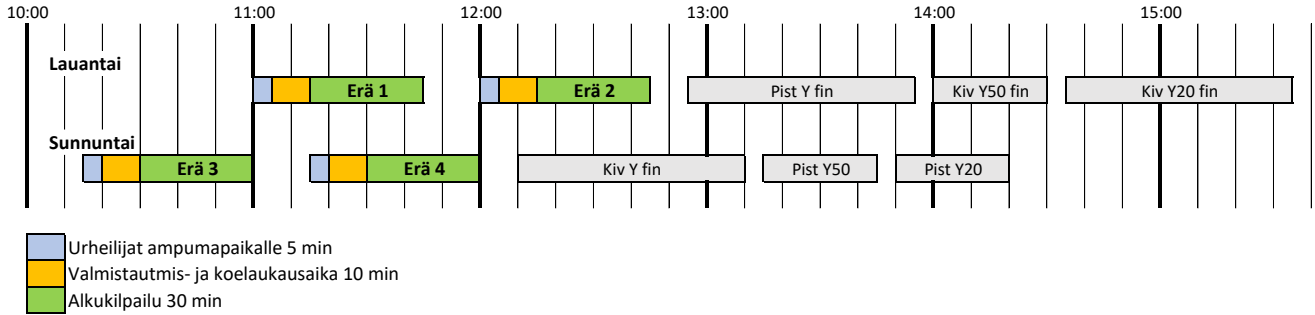 10:00 11:00 12:00 13:00 14:00 15:00
Lauantai
Erä 1 Erä 2 Pist Y fin Kiv Y50 fin Kiv Y20 fin
Sunnuntai
Erä 3 Erä 4 Kiv Y fin Pist Y50 Pist Y20
Urheilijat ampumapaikalle 5 min
Valmistautmis- ja koelaukausaika 10 min
Alkukilpailu 30 min